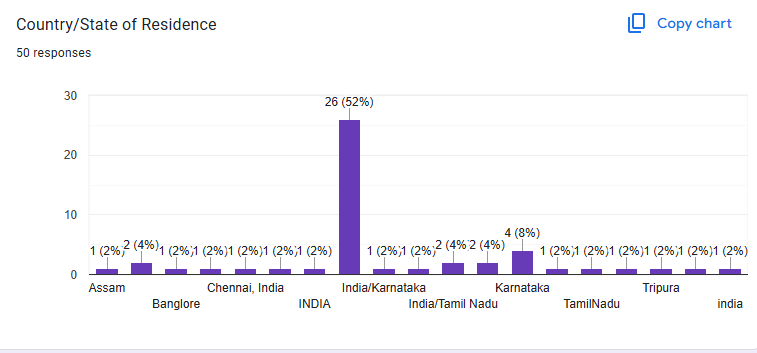 Country/State of Residence
Copy chart
50 responses
30
20
10
0
26 (52%)
1 (2%) 2 (4%) 1 (2%) 1 (2%) 1 (2%) 1 (2%) 1 (2%) 1 (2%) 1 (2%) 2 (4%) 2 (4%) 4 (8%) 1 (2%) 1 (2%) 1 (2%) 1 (2%) 1 (2%) 1 (2%)
Assam Chennai, India India/Karnataka Karnataka Tripura
Banglore INDIA India/Tamil Nadu TamilNadu india